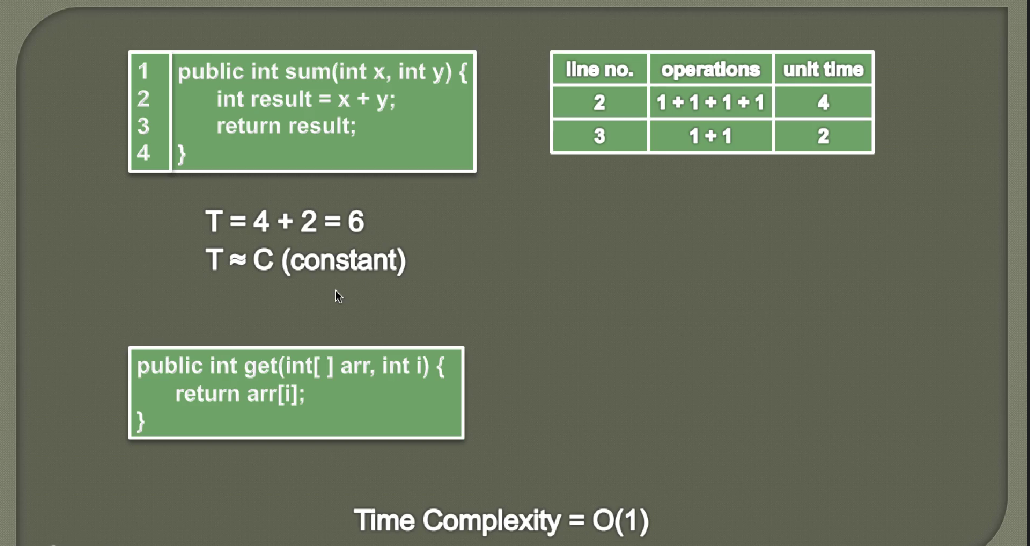 1 public int sum(int x, int y) {
2 int result = x + y;
3 return result;
4 }
line no. operations unit time
2 1 + 1 + 1 + 1 4
3 1 + 1 2
T = 4 + 2 = 6
T ≈ C (constant)
public int get(int[ ] arr, int i) {
return arr[i];
}
Time Complexity = O(1)